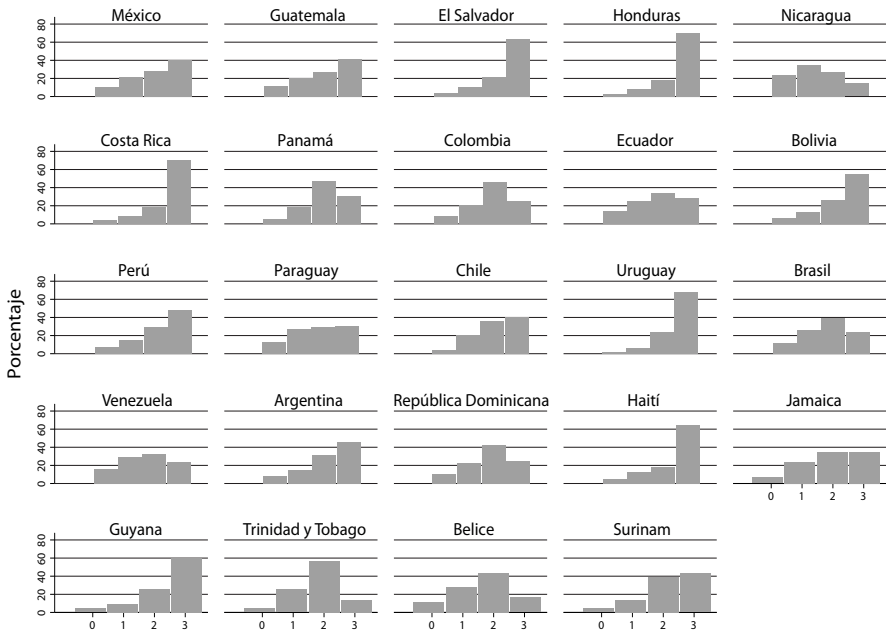 México Guatemala El Salvador Honduras Nicaragua
0 20 40 60 80
Costa Rica Panamá Colombia Ecuador Bolivia
0 20 40 60 80
Perú Paraguay Chile Uruguay Brasil
0 20 40 60 80
Porcentaje
Venezuela Argentina República Dominicana Haití Jamaica
0 20 40 60 80
0 1 2 3
Guyana Trinidad y Tobago Belice Surinam
0 20 40 60 80
0 1 2 3 0 1 2 3 0 1 2 3 0 1 2 3